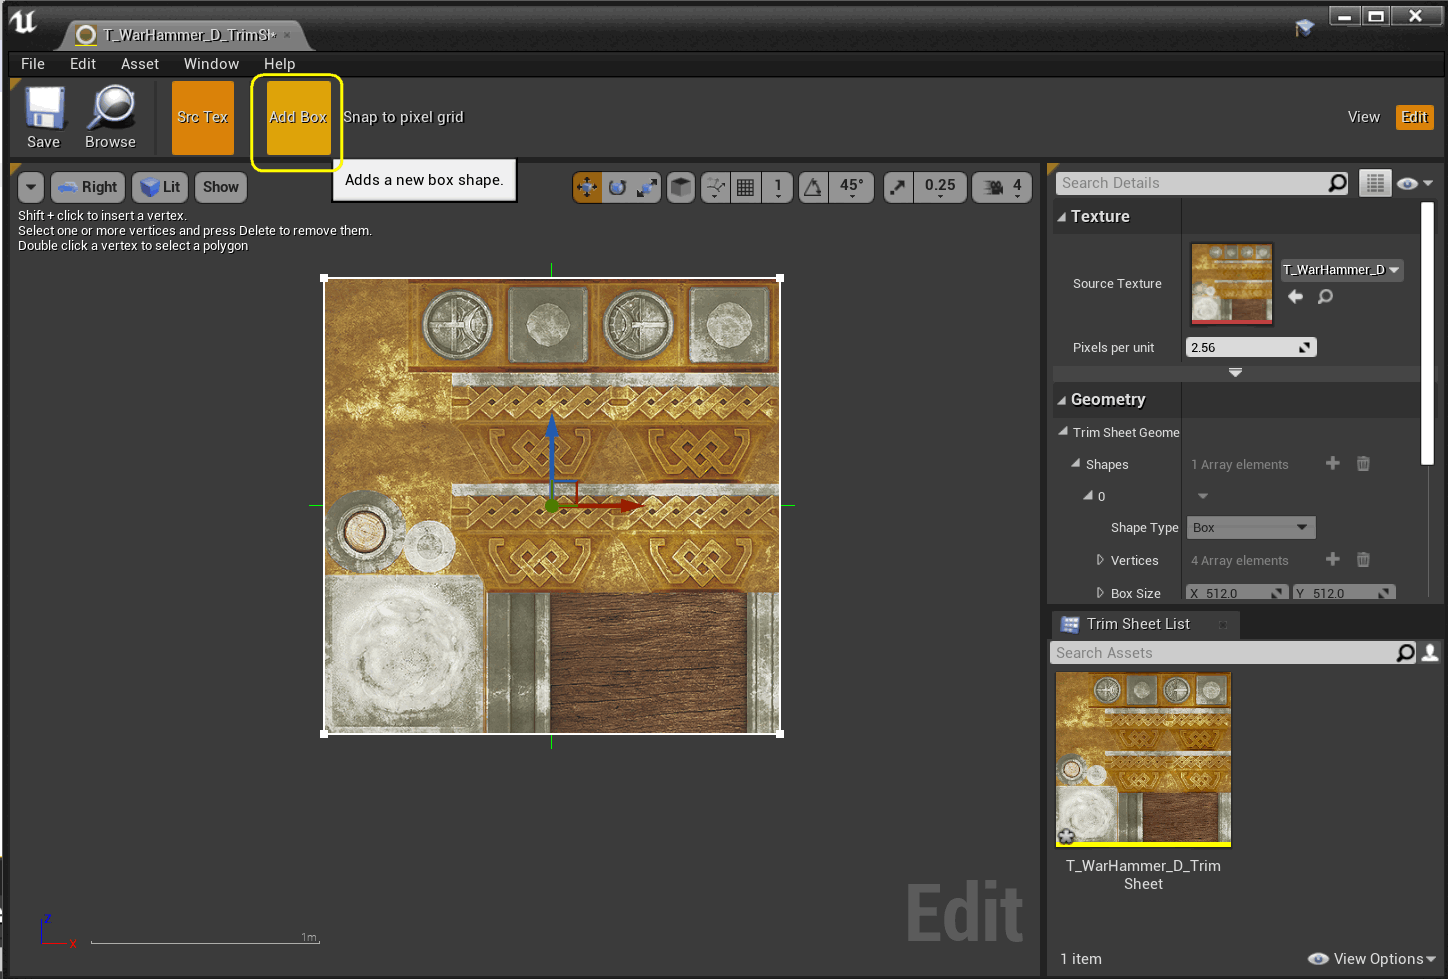 T_WarHammer_D_TrimSh*
File Edit Asset Window Help
Save
Browse
Src Tex
Add Box
Snap to pixel grid
View
Edit
Adds a new box shape.
Right
Lit
Show
1
45°
0.25
4
Shift + click to insert a vertex.
Select one or more vertices and press Delete to remove them.
Double click a vertex to select a polygon
Search Details
Texture
Source Texture
T_WarHammer_D
Pixels per unit
2.56
Geometry
Trim Sheet Geome
Shapes
1 Array elements
0
Shape Type
Box
Vertices
4 Array elements
Box Size
X 512.0
Y 512.0
Trim Sheet List
Search Assets
T_WarHammer_D_Trim
Sheet
1 item
View Options
Edit
Z
X
1m